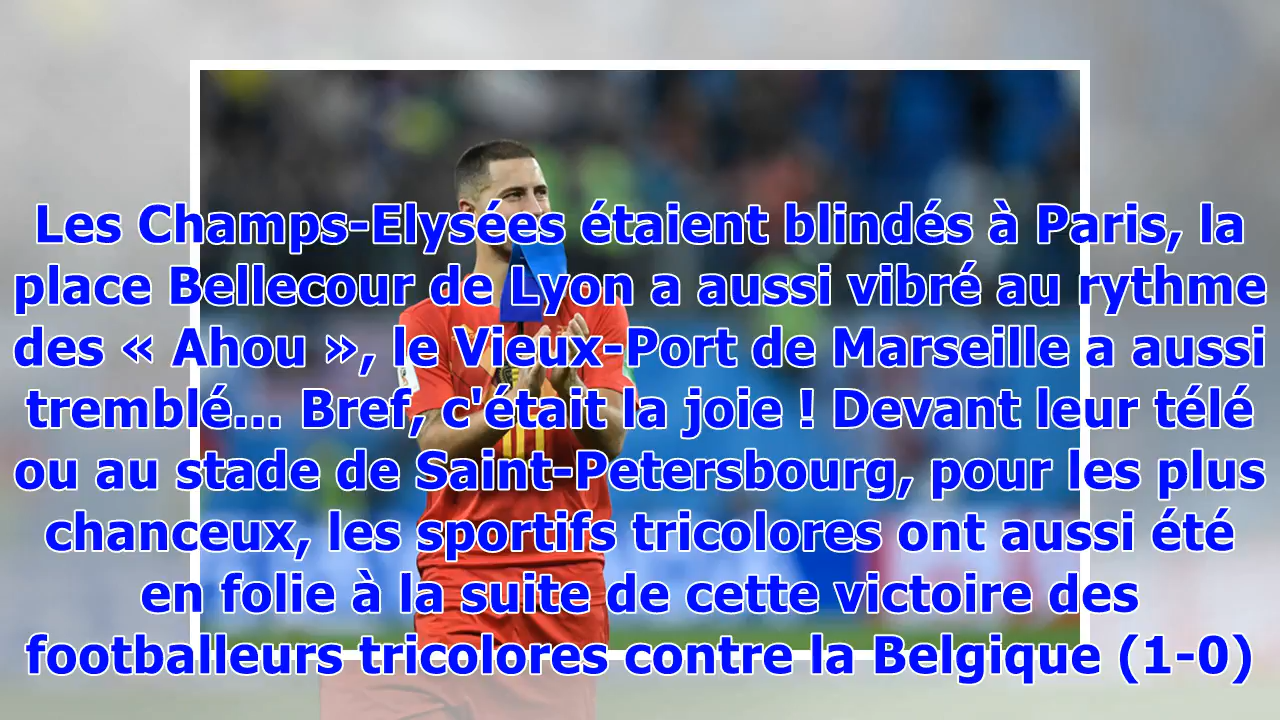 Les Champs-Elysées étaient blindés à Paris, la
place Bellecour de Lyon a aussi vibré au rythme
des « Ahou », le Vieux-Port de Marseille a aussi
tremblé... Bref, c'était la joie ! Devant leur télé
ou au stade de Saint-Petersbourg, pour les plus
chanceux, les sportifs tricolores ont aussi été
en folie à la suite de cette victoire des
footballeurs tricolores contre la Belgique (1-0)